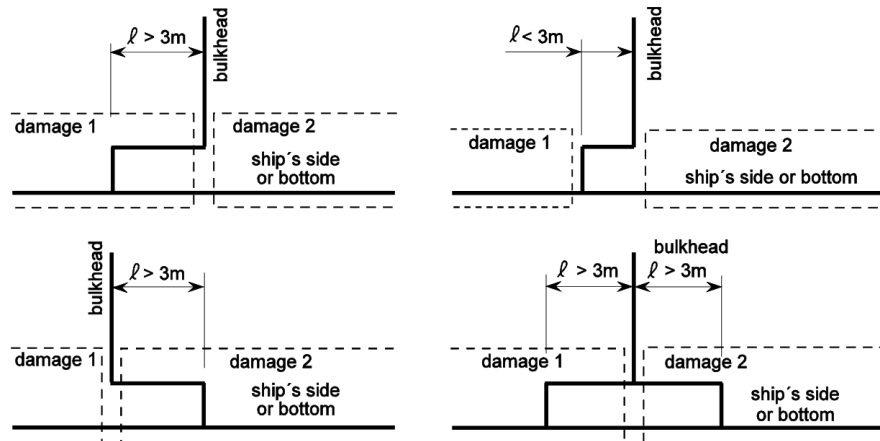 ℓ > 3m
bulkhead
damage 1
damage 2
ship´s side
or bottom
ℓ < 3m
bulkhead
damage 1
damage 2
ship´s side or bottom
bulkhead
ℓ > 3m
damage 1
damage 2
ship´s side
or bottom
bulkhead
ℓ > 3m
ℓ > 3m
damage 1
damage 2
ship´s side
or bottom